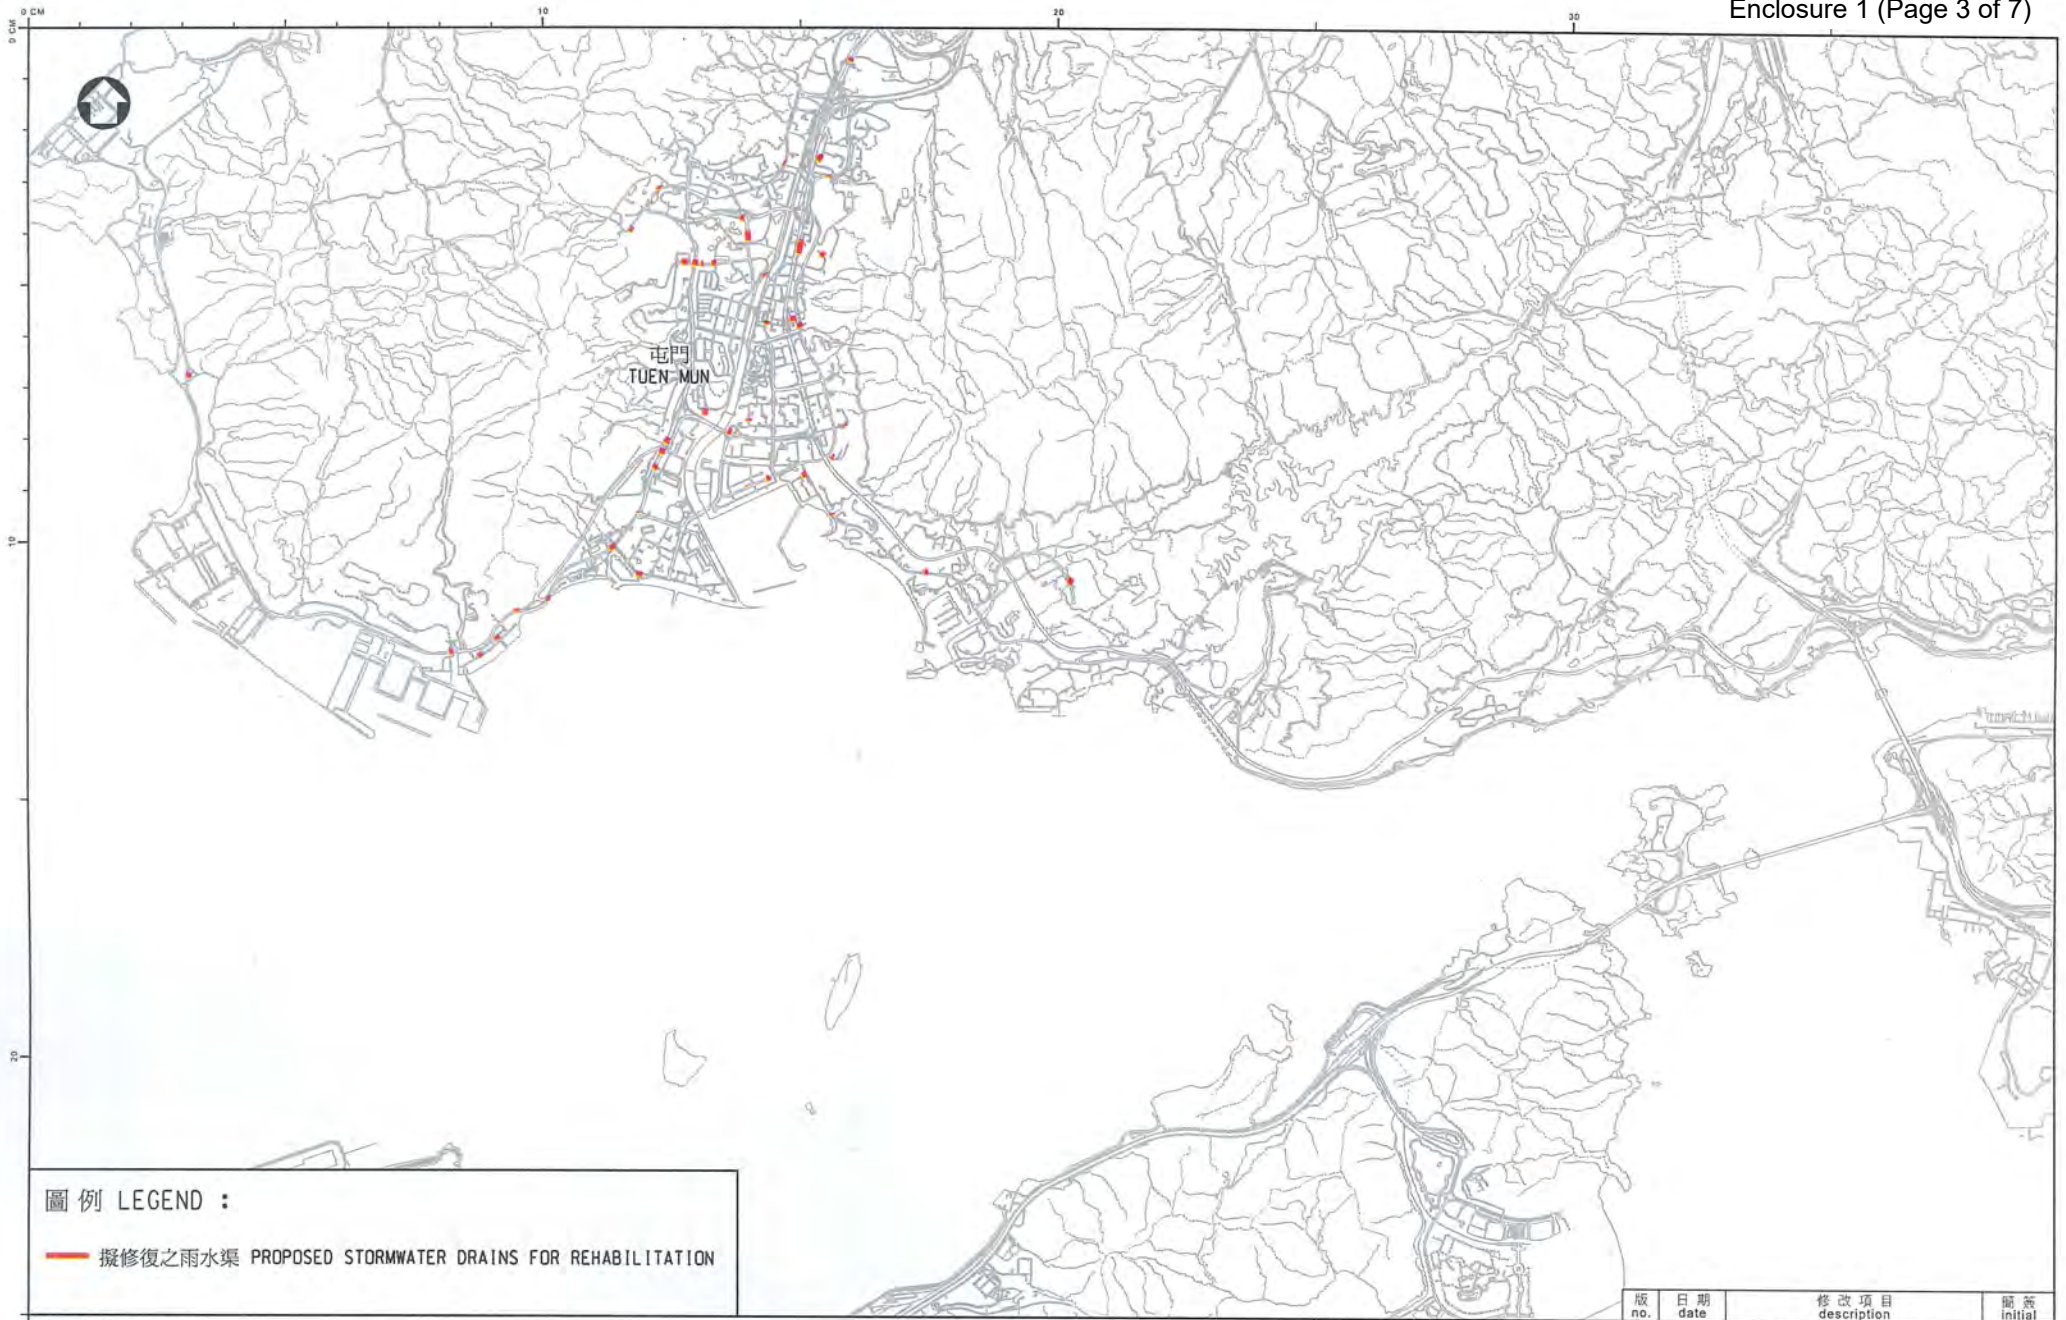 Enclosure 1 (Page 3 of 7)
0 CM
10
20
30
0 CM
10
20
屯門
TUEN MUN
圖例 LEGEND :
擬修復之雨水渠 PROPOSED STORMWATER DRAINS FOR REHABILITATION
版 日期 修改項目 簡簽
no. date description initial